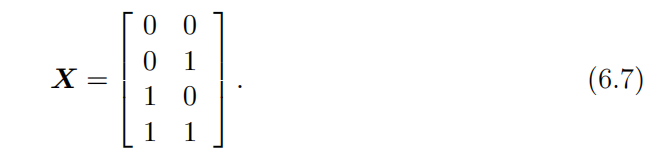 0 0
0 1
X = 1 0 . (6.7)
1 1